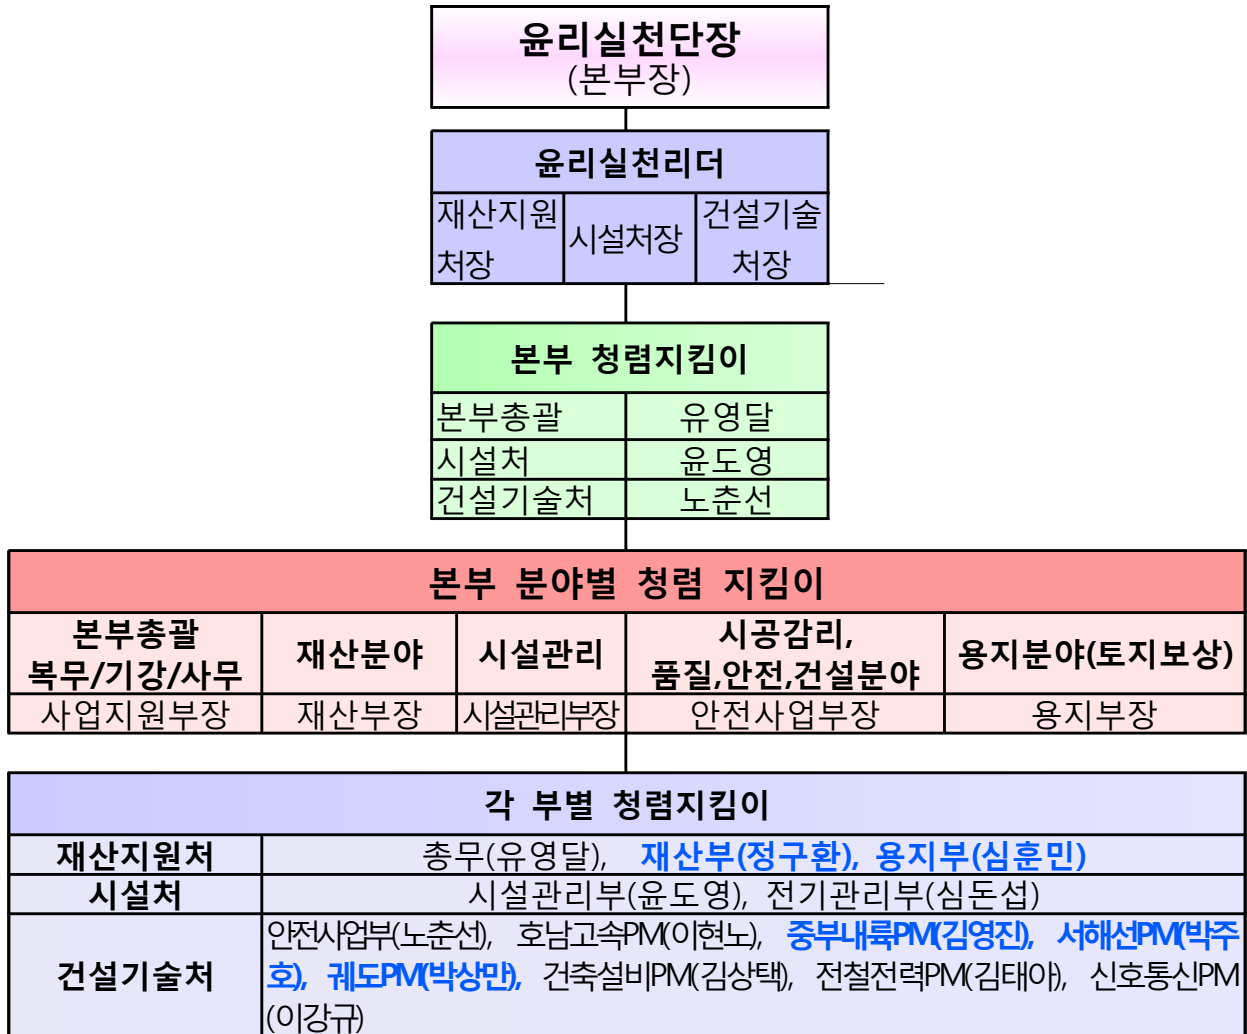 윤리실천단장
(본부장)
윤리실천리더
재산지원
처장
시설처장
건설기술
처장
본부 청렴지킴이
본부총괄 유영달
시설처 윤도영
건설기술처 노춘선
본부 분야별 청렴 지킴이
본부총괄
복무/기강/사무
재산분야
시설관리
시공감리,
품질,안전,건설분야
용지분야(토지보상)
사업지원부장 재산부장 시설관리부장 안전사업부장 용지부장
각 부별 청렴지킴이
재산지원처 총무(유영달), 재산부(정구환), 용지부(심훈민)
시설처 시설관리부(윤도영), 전기관리부(심돈섭)
건설기술처
안전사업부(노춘선), 호남고속PM(이현노), 중부내륙PM(김영진), 서해선PM(박주
호), 궤도PM(박상만), 건축설비PM(김상택), 전철전력PM(김태아), 신호통신PM
(이강규)